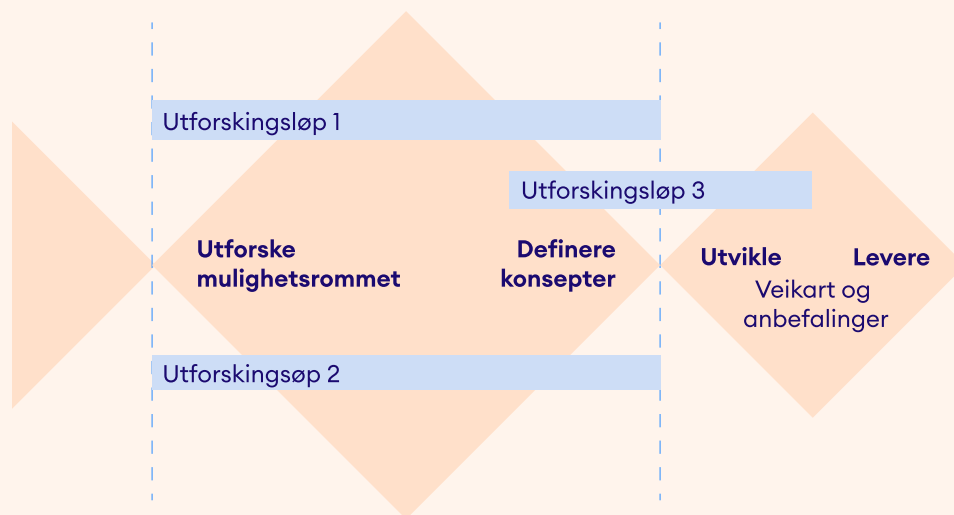 Utforskingsløp 1
Utforskingsløp 3
Utforske
mulighetsrommet
Definere
konsepter
Utvikle
Levere
Veikart og
anbefalinger
Utforskingsøp 2